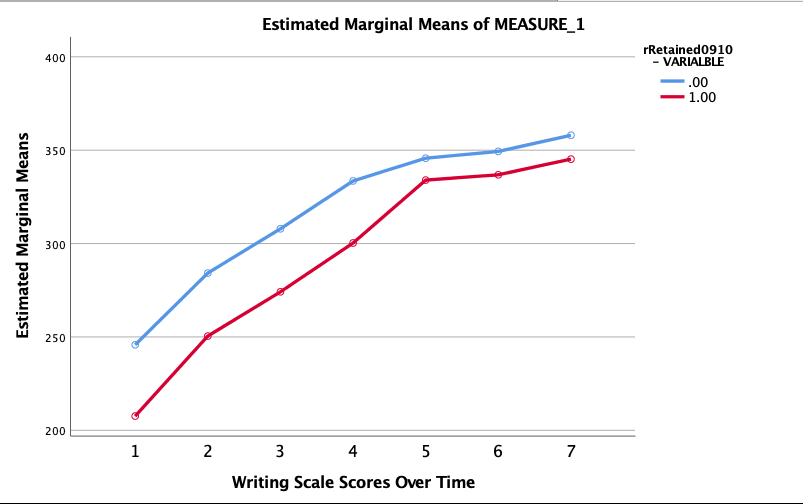 Estimated Marginal Means of MEASURE_1
rRetained0910
- VARIALBLE
.00
1.00
Estimated Marginal Means
400
350
300
250
200
1 2 3 4 5 6 7
Writing Scale Scores Over Time